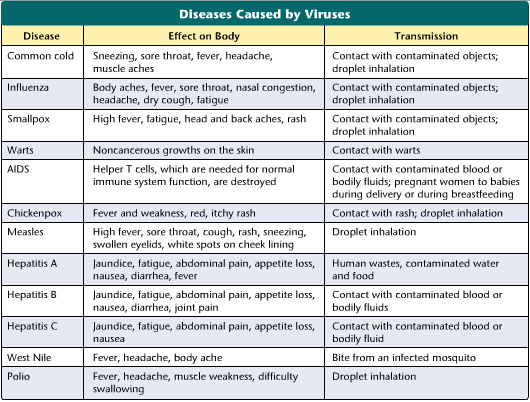 Diseases Caused by Viruses
Disease Effect on Body Transmission
Common cold Sneezing, sore throat, fever, headache, Contact with contaminated objects;
muscle aches droplet inhalation
Influenza Body aches, fever, sore throat, nasal congestion, Contact with contaminated objects;
headache, dry cough, fatigue droplet inhalation
Smallpox High fever, fatigue, head and back aches, rash Contact with contaminated objects;
droplet inhalation
Warts Noncancerous growths on the skin Contact with warts
AIDS Helper T cells, which are needed for normal Contact with contaminated blood or
immune system function, are destroyed bodily fluids; pregnant women to babies
during delivery or during breastfeeding
Chickenpox Fever and weakness, red, itchy rash Contact with rash; droplet inhalation
Measles High fever, sore throat, cough, rash, sneezing, Droplet inhalation
swollen eyelids, white spots on cheek lining
Hepatitis A Jaundice, fatigue, abdominal pain, appetite loss, Human wastes, contaminated water
nausea, diarrhea, fever and food
Hepatitis B Jaundice, fatigue, abdominal pain, appetite loss, Contact with contaminated blood or
nausea, diarrhea, joint pain bodily fluids
Hepatitis C Jaundice, fatigue, abdominal pain, appetite loss, Contact with contaminated blood or
nausea bodily fluid
West Nile Fever, headache, body ache Bite from an infected mosquito
Polio Fever, headache, muscle weakness, difficulty Droplet inhalation
swallowing